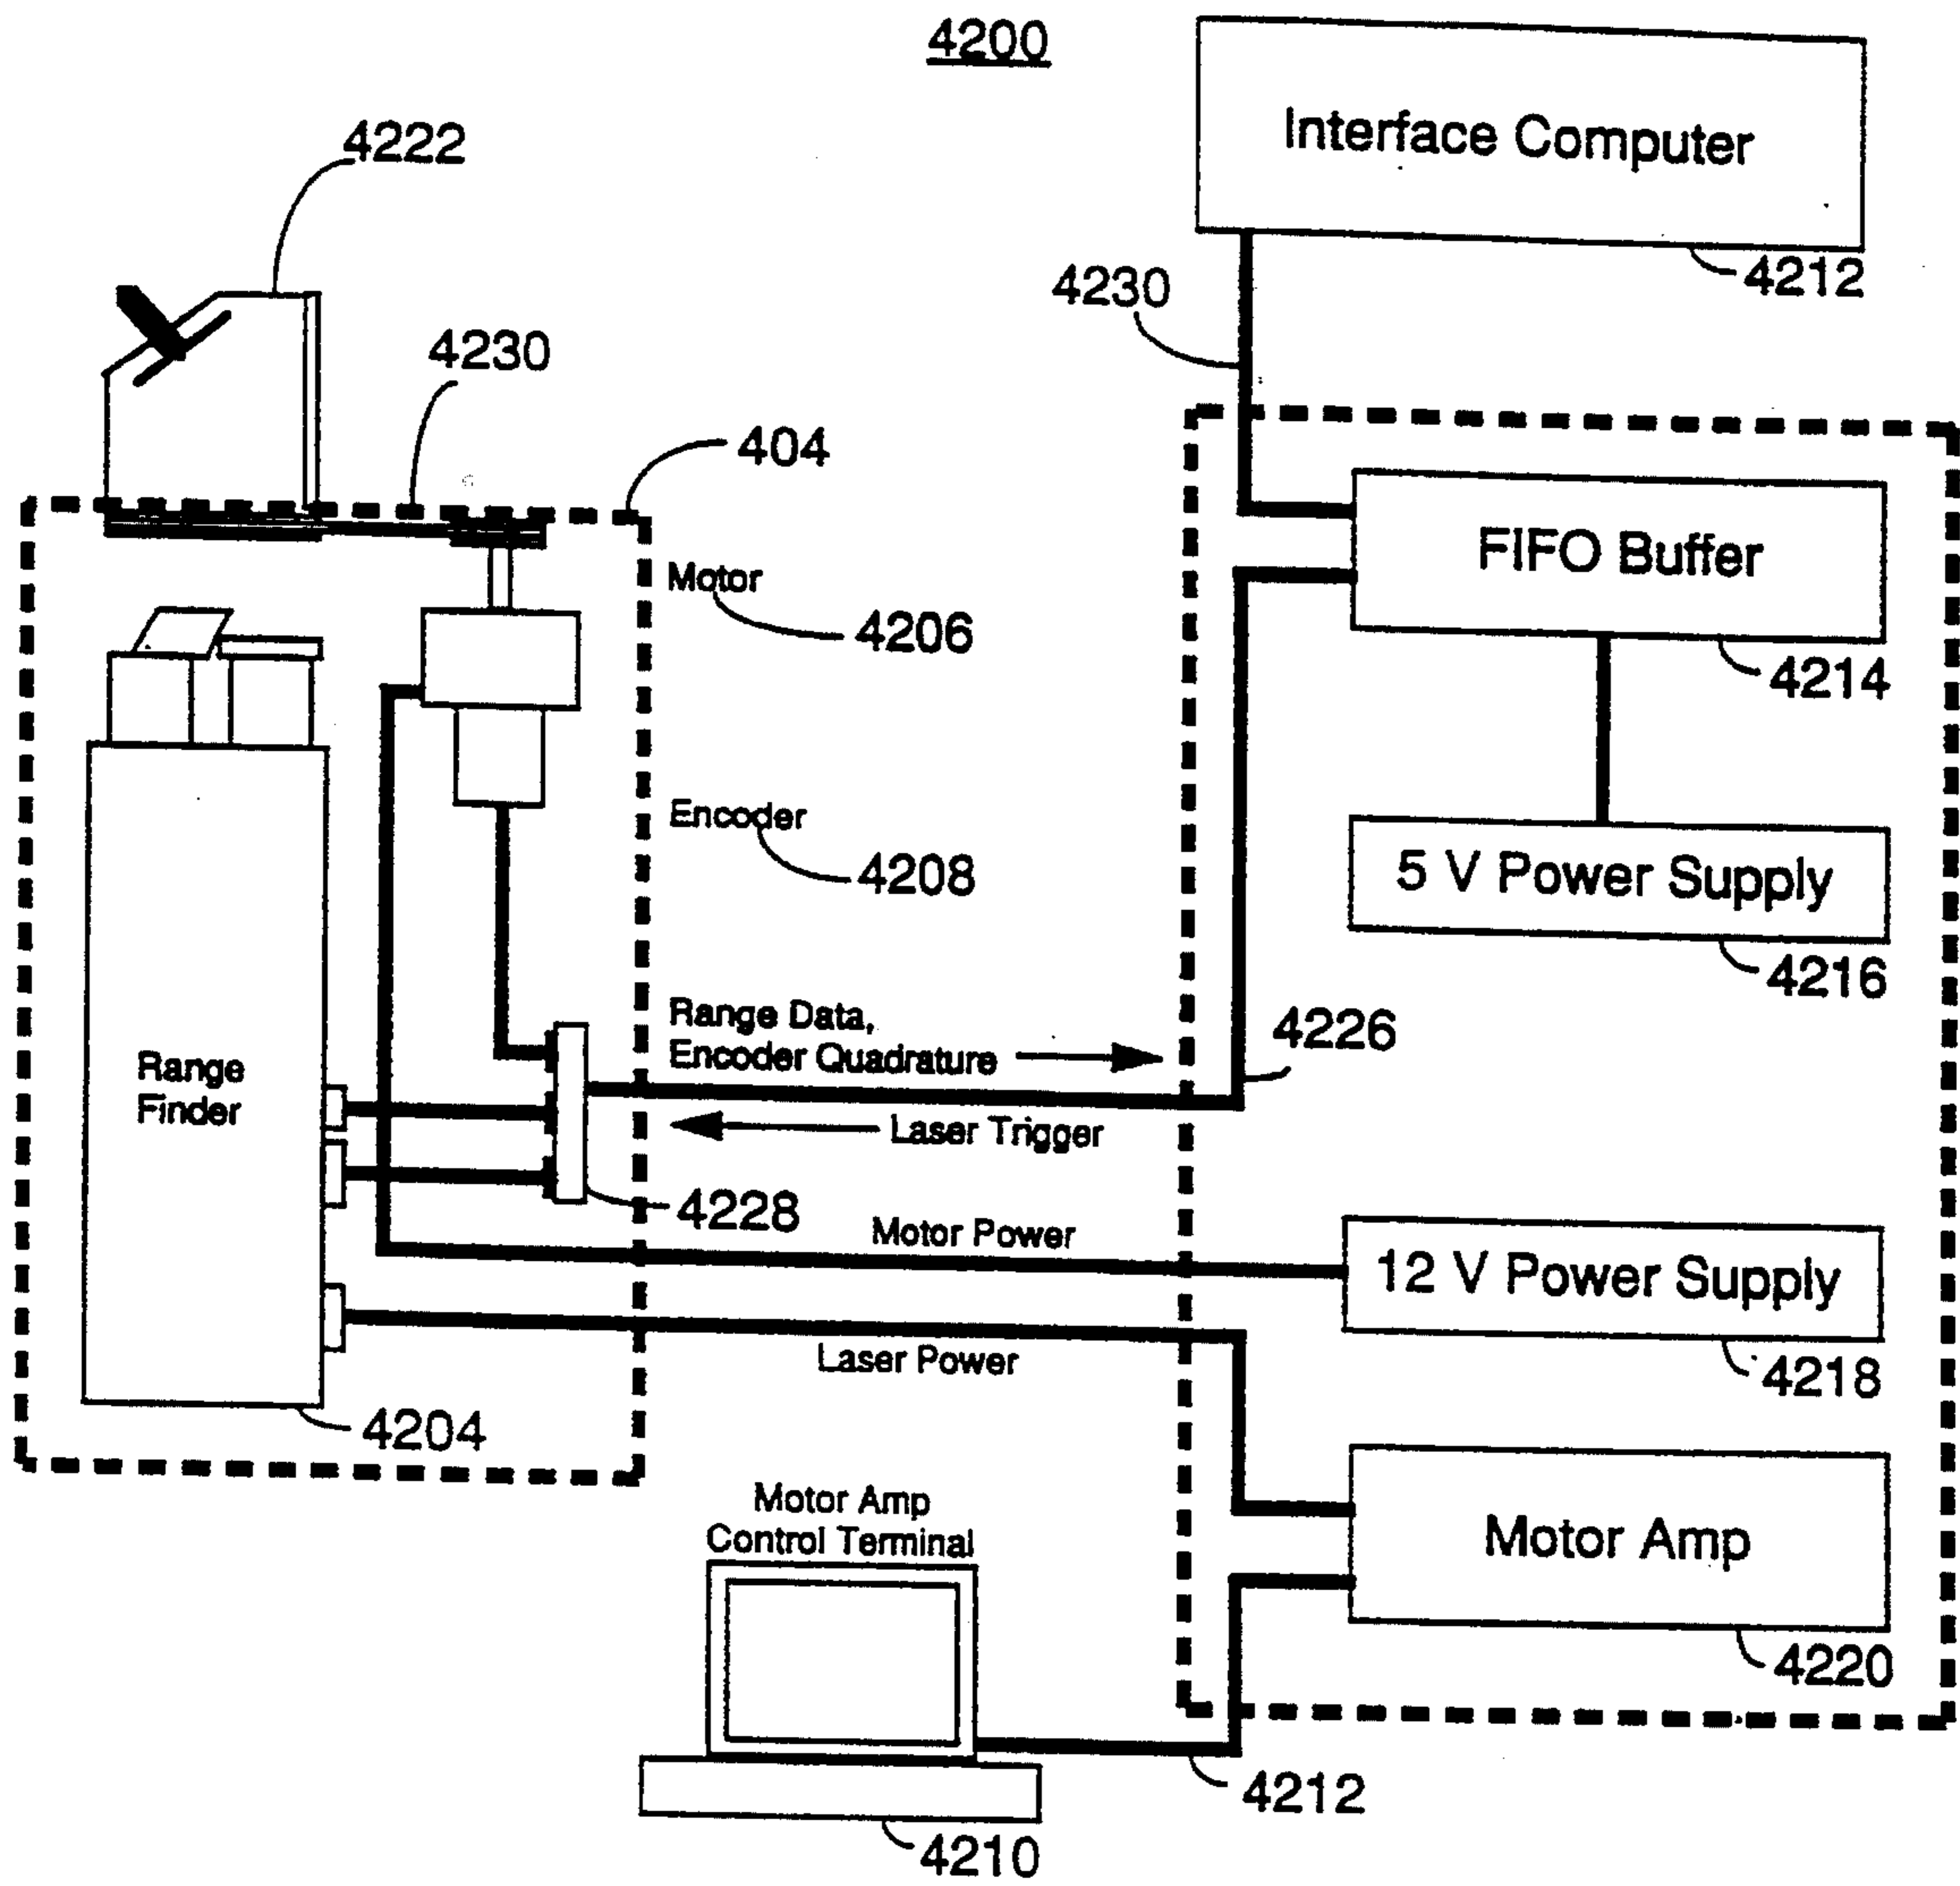 4200
Interface Computer
4212
4222
4230
4230
404
FIFO Buffer
4214
Motor
4206
Encoder
4208
5 V Power Supply
4216
Range Data,
Encoder Quadrature
4226
Laser Trigger
Range
Finder
4228
Motor Power
12 V Power Supply
4218
Laser Power
4204
Motor Amp
Control Terminal
Motor Amp
4220
4212
4210